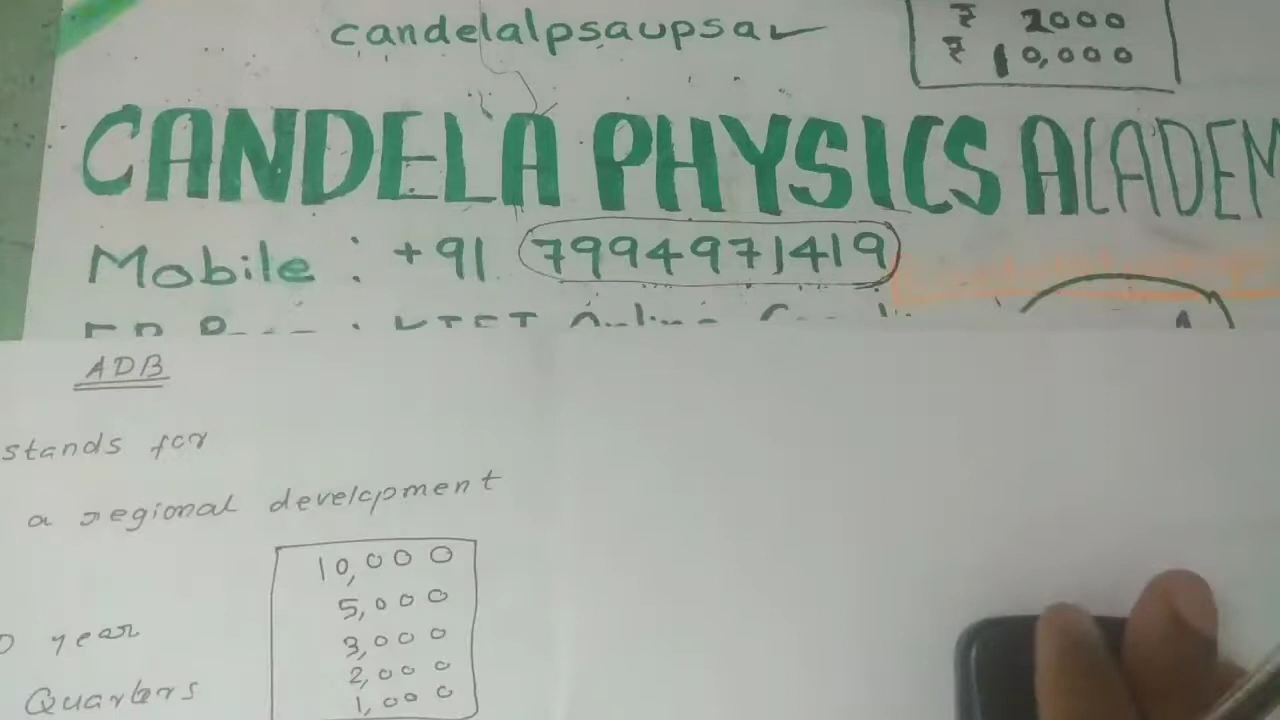 candelalpsaupsa
₹ 2000
₹ 10,000
CANDELA PHYSICS ACADEM
Mobile : +91 7994971419
ADB
stands for
a regional development
10,000
5,000
3,000
2,000
1,000
year
Quarters